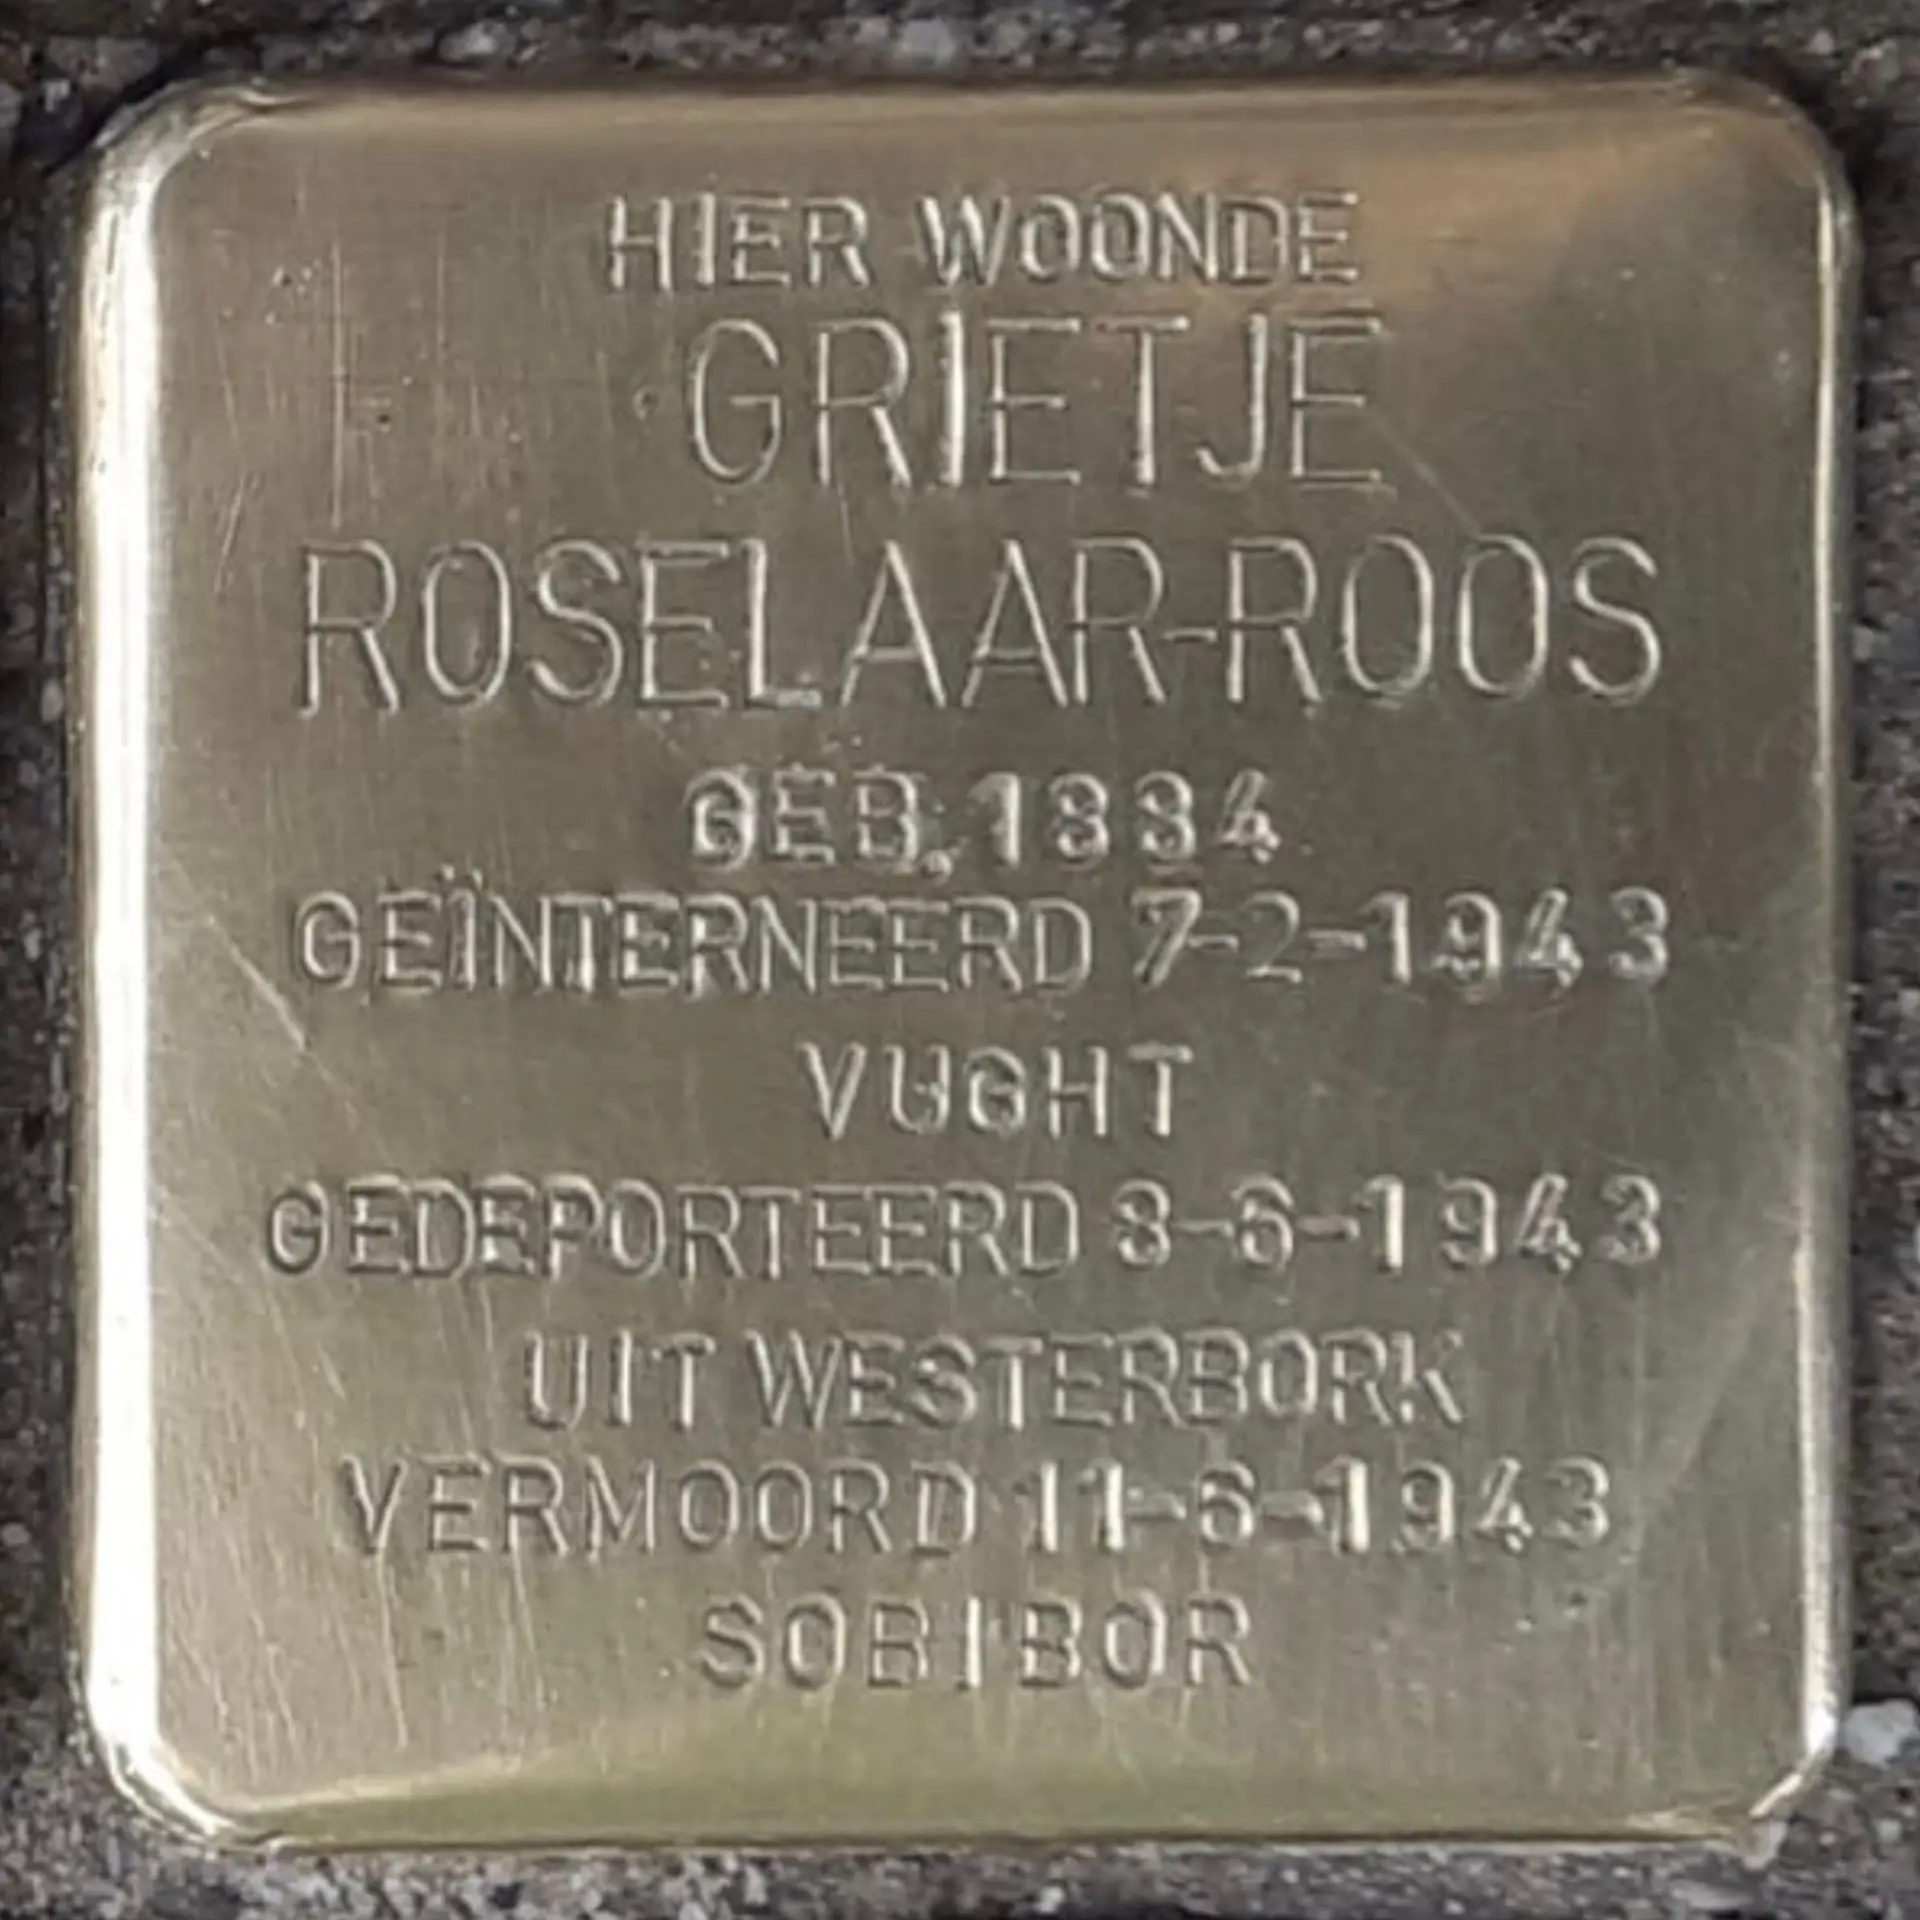 HIER WOONDE
GRIETJE
ROSELAAR-ROOS
GEB. 1884
GEÏNTERNEERD 7-2-1943
VUGHT
GEDEPORTEERD 8-6-1943
UIT WESTERBORK
VERMOORD 11-6-1943
SOBIBOR